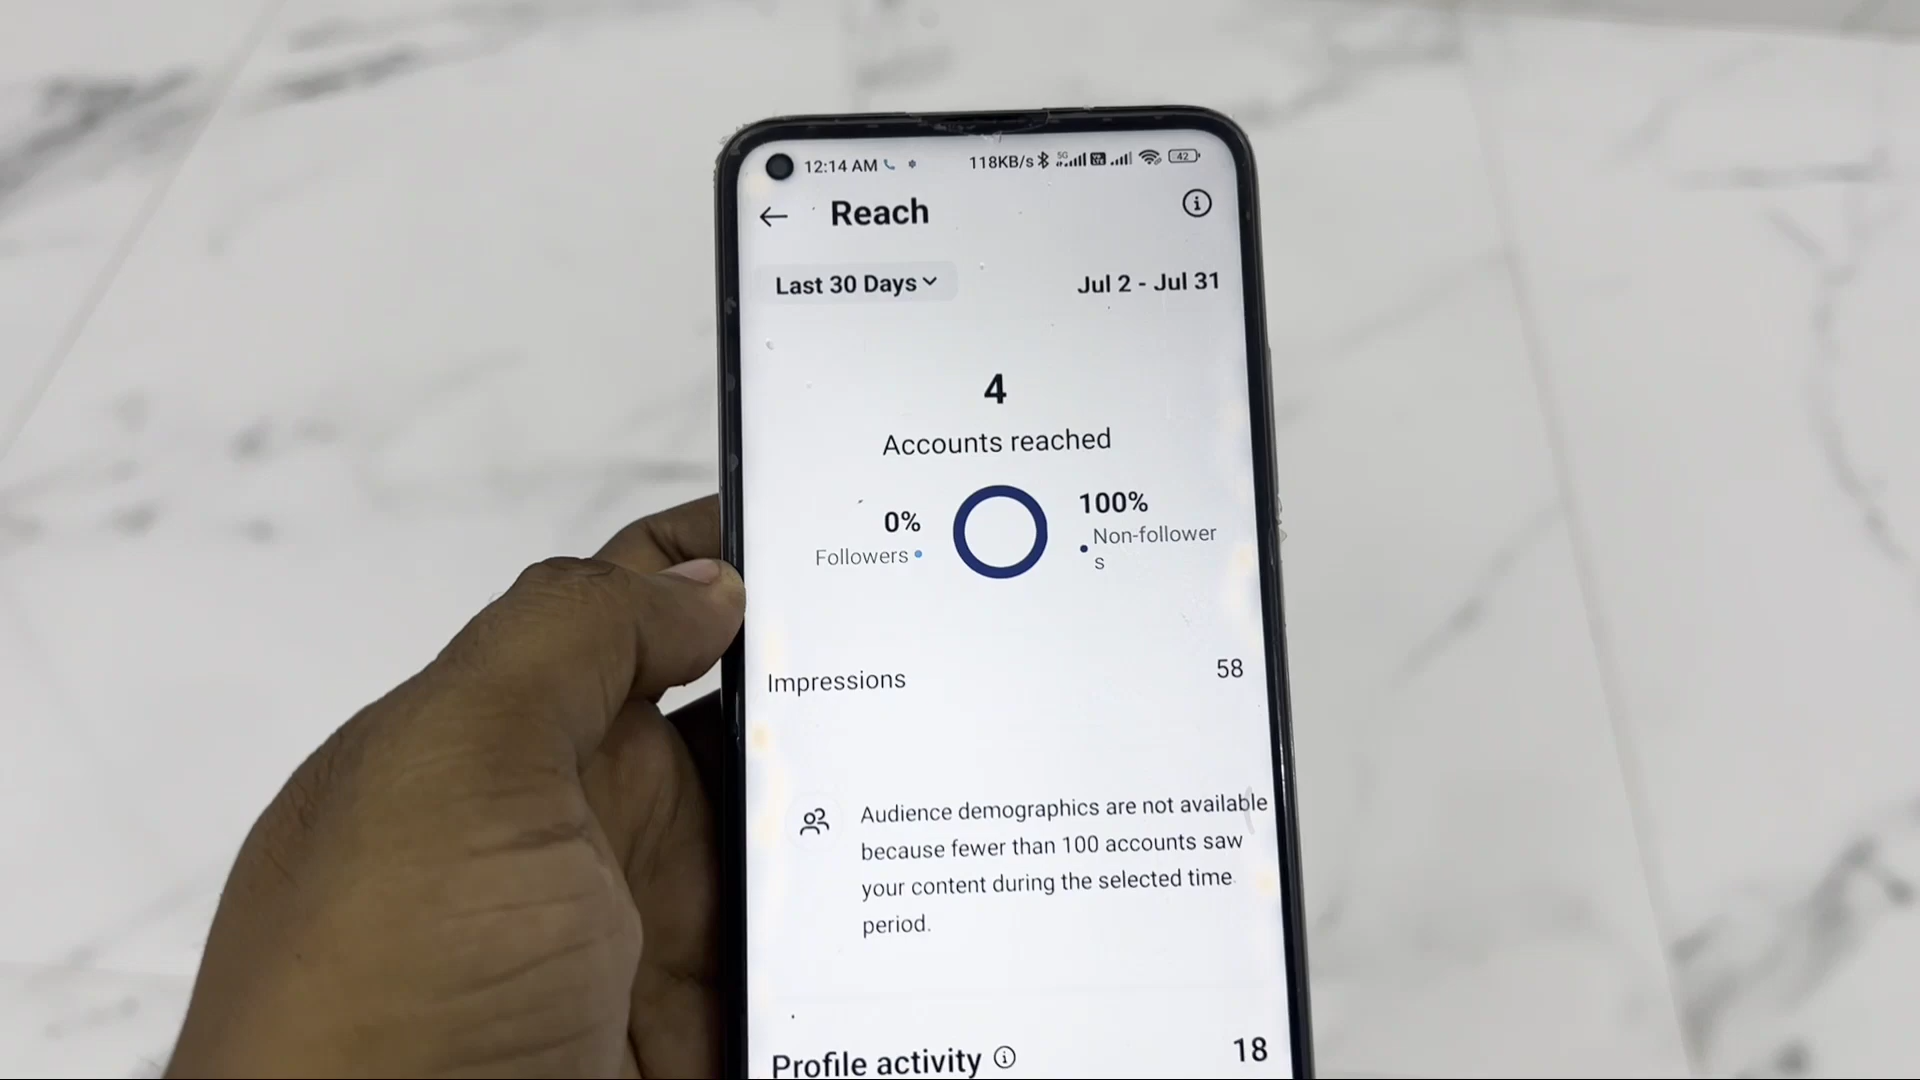 12:14 AM 118KB/s 5G 42
Reach
Last 30 Days Jul 2 - Jul 31
4
Accounts reached
0% 100%
Followers Non-follower
s
Impressions 58
Audience demographics are not available
because fewer than 100 accounts saw
your content during the selected time
period.
Profile activity 18